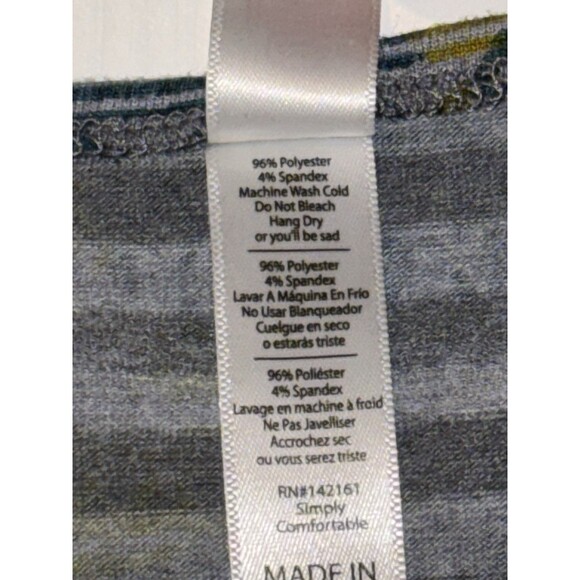 96% Polyester
4% Spandex
Machine Wash Cold
Do Not Bleach
Hang Dry
or you'll be sad
96% Polyester
4% Spandex
Lavar A Máquina En Frio
No Usar Blanqueador
Cuelgue en seco
o estarás triste
96% Poliéster
4% Spandex
Lavage en machine à froid
Ne Pas Javelliser
Accrochez sec
ou vous serez triste
RN#142161
Simply
Comfortable
MADE IN